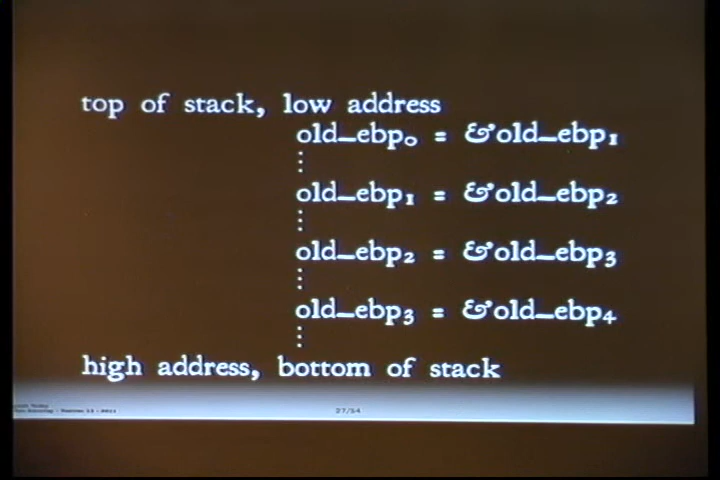 top of stack, low address
old_ebp₀ = &old_ebp₁
⋮
old_ebp₁ = &old_ebp₂
⋮
old_ebp₂ = &old_ebp₃
⋮
old_ebp₃ = &old_ebp₄
⋮
high address, bottom of stack
27/54